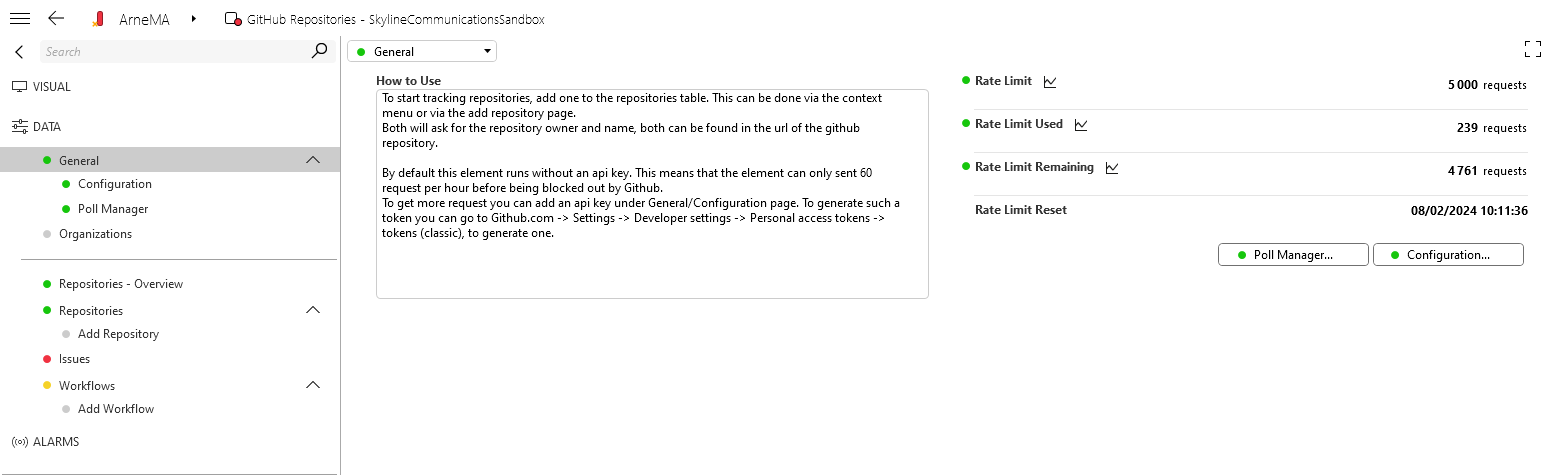 ArneMA
GitHub Repositories - SkylineCommunicationsSandbox
Search
VISUAL
DATA
General
Configuration
Poll Manager
Organizations
Repositories - Overview
Repositories
Add Repository
Issues
Workflows
Add Workflow
ALARMS
General
How to Use
To start tracking repositories, add one to the repositories table. This can be done via the context
menu or via the add repository page.
Both will ask for the repository owner and name, both can be found in the url of the github
repository.
By default this element runs without an api key. This means that the element can only sent 60
request per hour before being blocked out by Github.
To get more request you can add an api key under General/Configuration page. To generate such a
token you can go to Github.com -> Settings -> Developer settings -> Personal access tokens ->
tokens (classic), to generate one.
Rate Limit
5 000 requests
Rate Limit Used
239 requests
Rate Limit Remaining
4 761 requests
Rate Limit Reset
08/02/2024 10:11:36
Poll Manager...
Configuration...